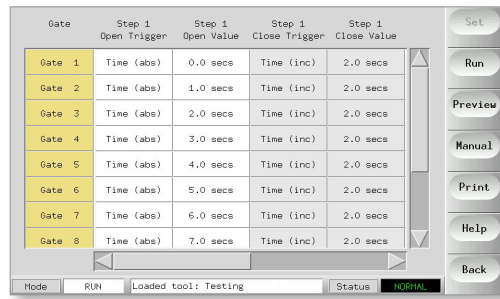 Gate Step 1 Open Trigger Step 1 Open Value Step 1 Close Trigger Step 1 Close Value
Gate 1 Time (abs) 0.0 secs Time (inc) 2.0 secs
Gate 2 Time (abs) 1.0 secs Time (inc) 2.0 secs
Gate 3 Time (abs) 2.0 secs Time (inc) 2.0 secs
Gate 4 Time (abs) 3.0 secs Time (inc) 2.0 secs
Gate 5 Time (abs) 4.0 secs Time (inc) 2.0 secs
Gate 6 Time (abs) 5.0 secs Time (inc) 2.0 secs
Gate 7 Time (abs) 6.0 secs Time (inc) 2.0 secs
Gate 8 Time (abs) 7.0 secs Time (inc) 2.0 secs
Mode RUN Loaded tool: Testing Status NORMAL
Set
Run
Preview
Manual
Print
Help
Back